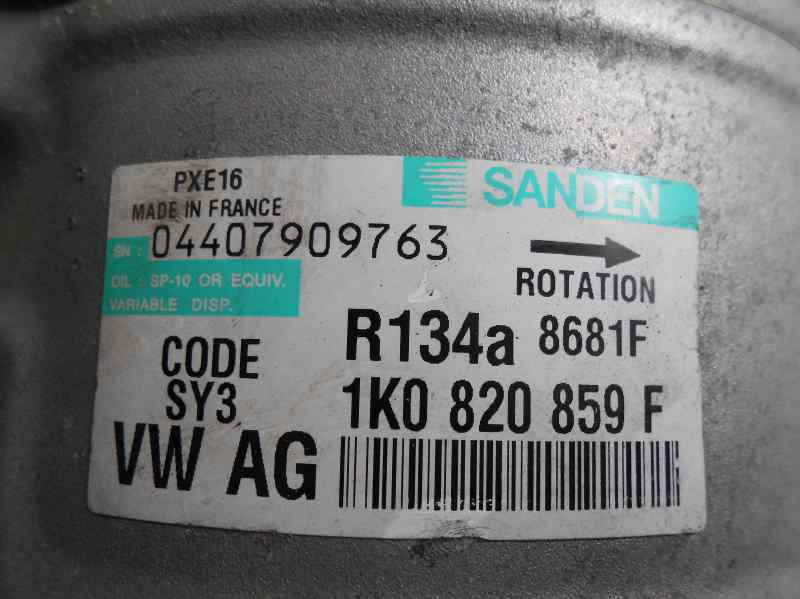 PXE16
MADE IN FRANCE
SANDEN
SN : 04407909763
OIL : SP-10 OR EQUIV.
VARIABLE DISP.
ROTATION
R134a 8681F
CODE
SY3
1K0 820 859 F
VW AG